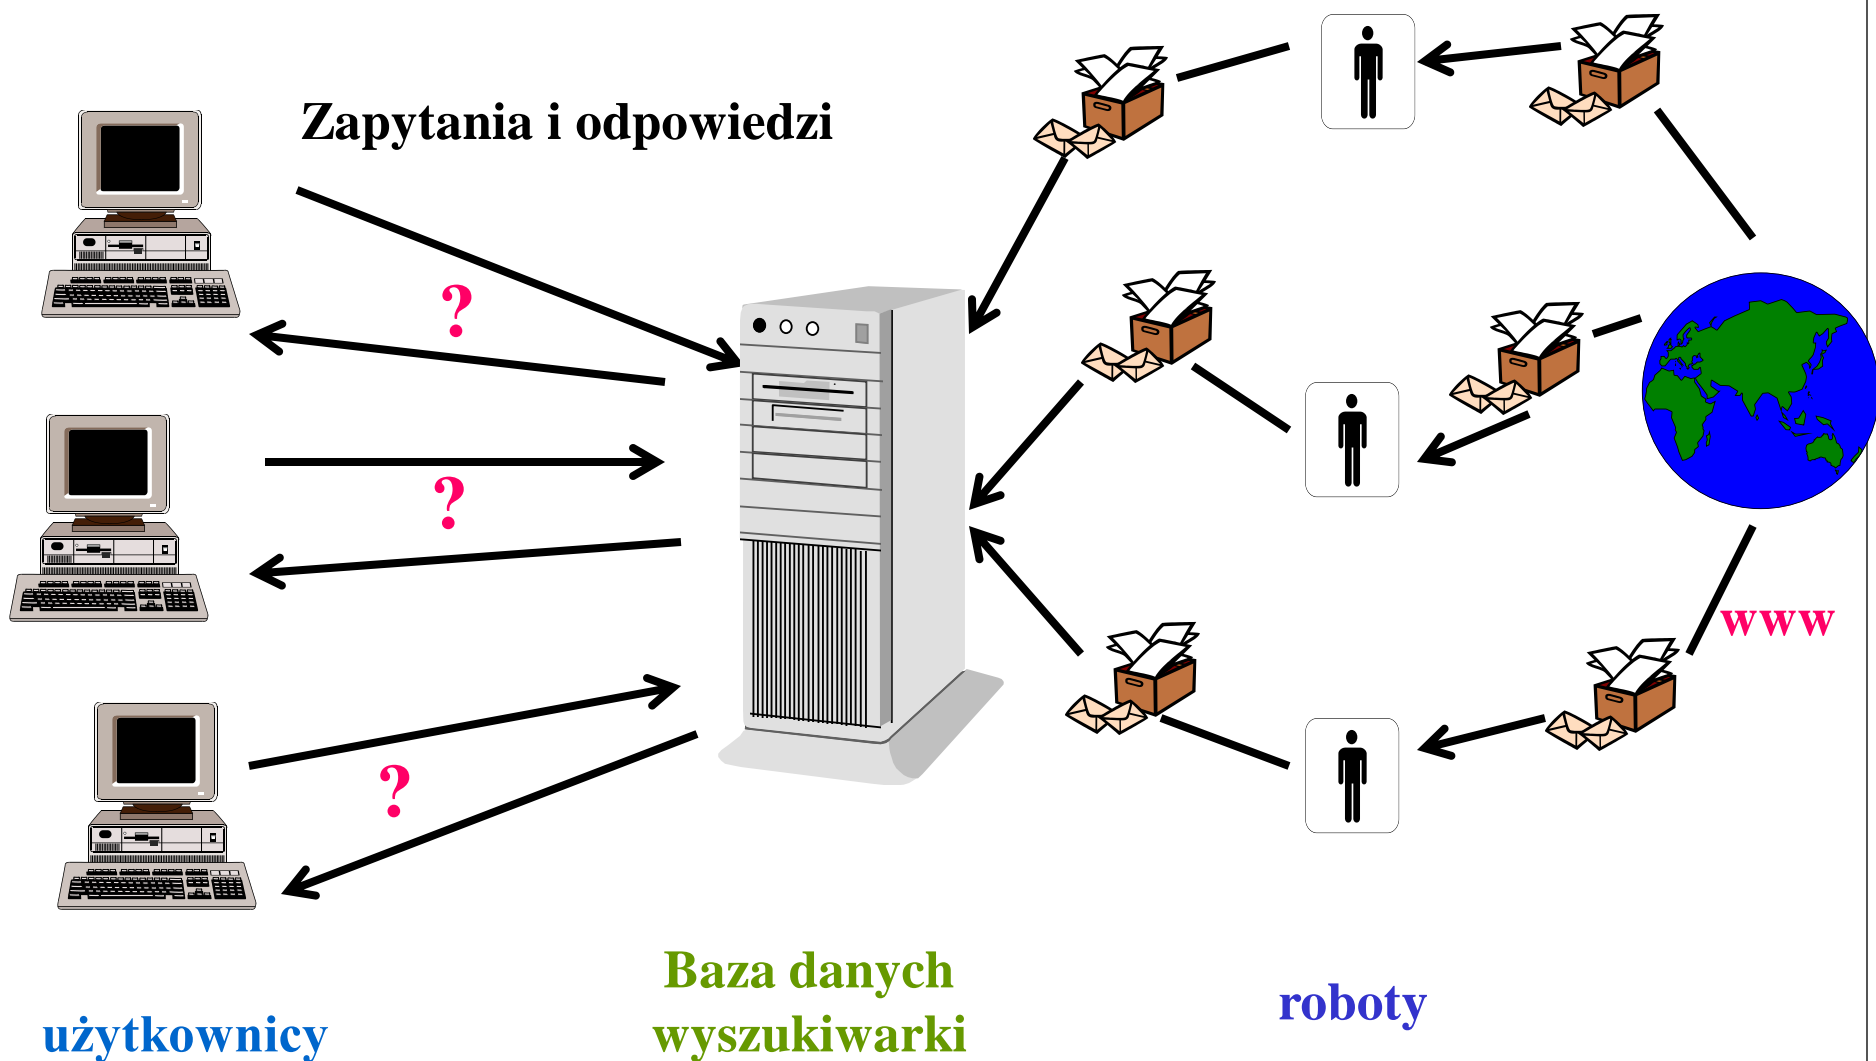 Zapytania i odpowiedzi
?
?
?
www
Baza danych
wyszukiwarki
roboty
użytkownicy